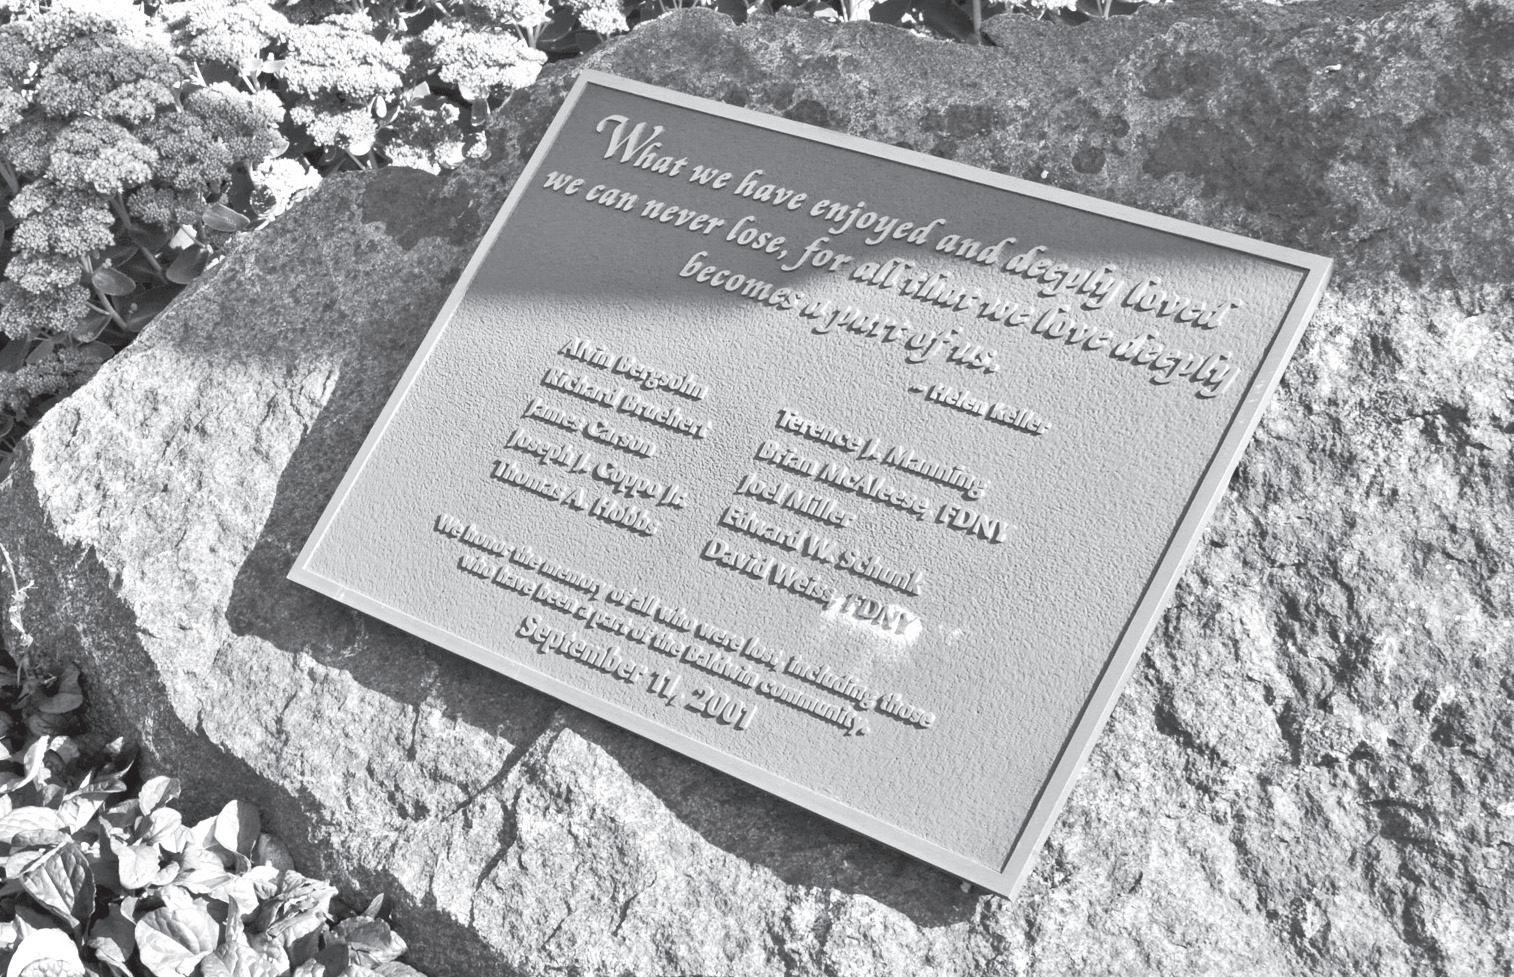 What we have enjoyed and deeply loved
we can never lose, for all that we love deeply
becomes a part of us.
– Helen Keller
Alvin Bergsohn
Richard Bruehert
James Carson
Joseph J. Coppo Jr.
Thomas A. Hobbs
Terence J. Manning
Brian McAleese, FDNY
Joel Miller
Edward W. Schunk
David Weiss, FDNY
We honor the memory of all who were lost, including those
who have been a part of the Baldwin community.
September 11, 2001